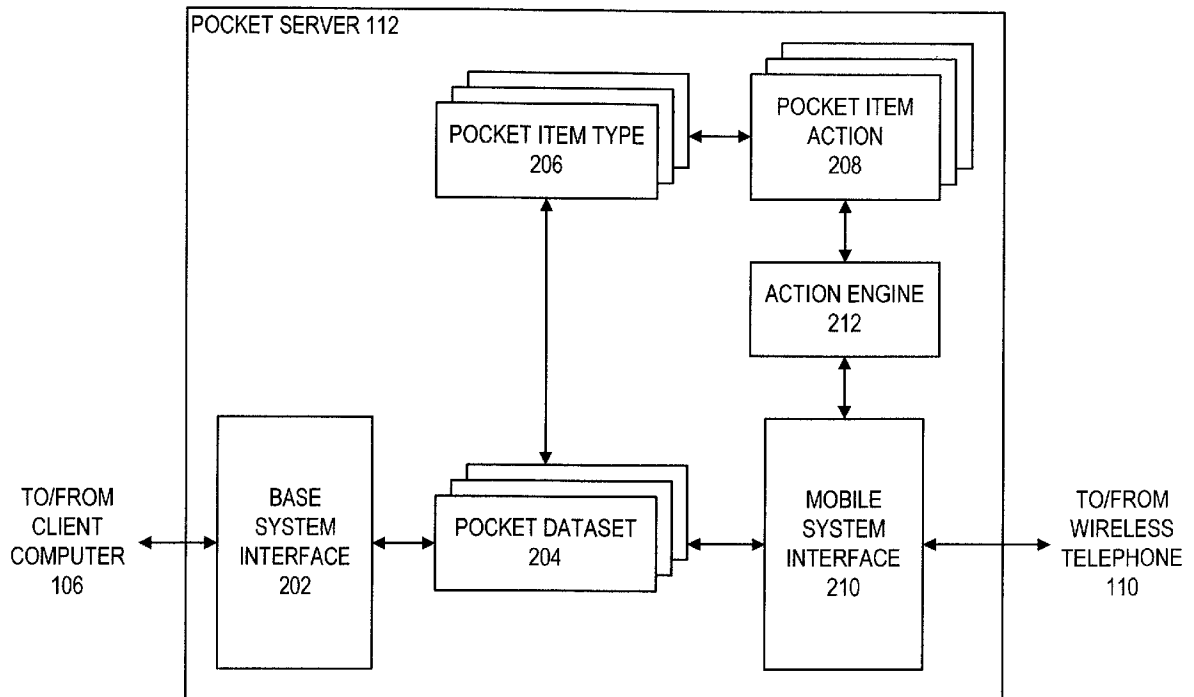 POCKET SERVER 112
POCKET ITEM TYPE
206
POCKET ITEM
ACTION
208
ACTION ENGINE
212
TO/FROM
CLIENT
COMPUTER
106
BASE
SYSTEM
INTERFACE
202
POCKET DATASET
204
MOBILE
SYSTEM
INTERFACE
210
TO/FROM
WIRELESS
TELEPHONE
110